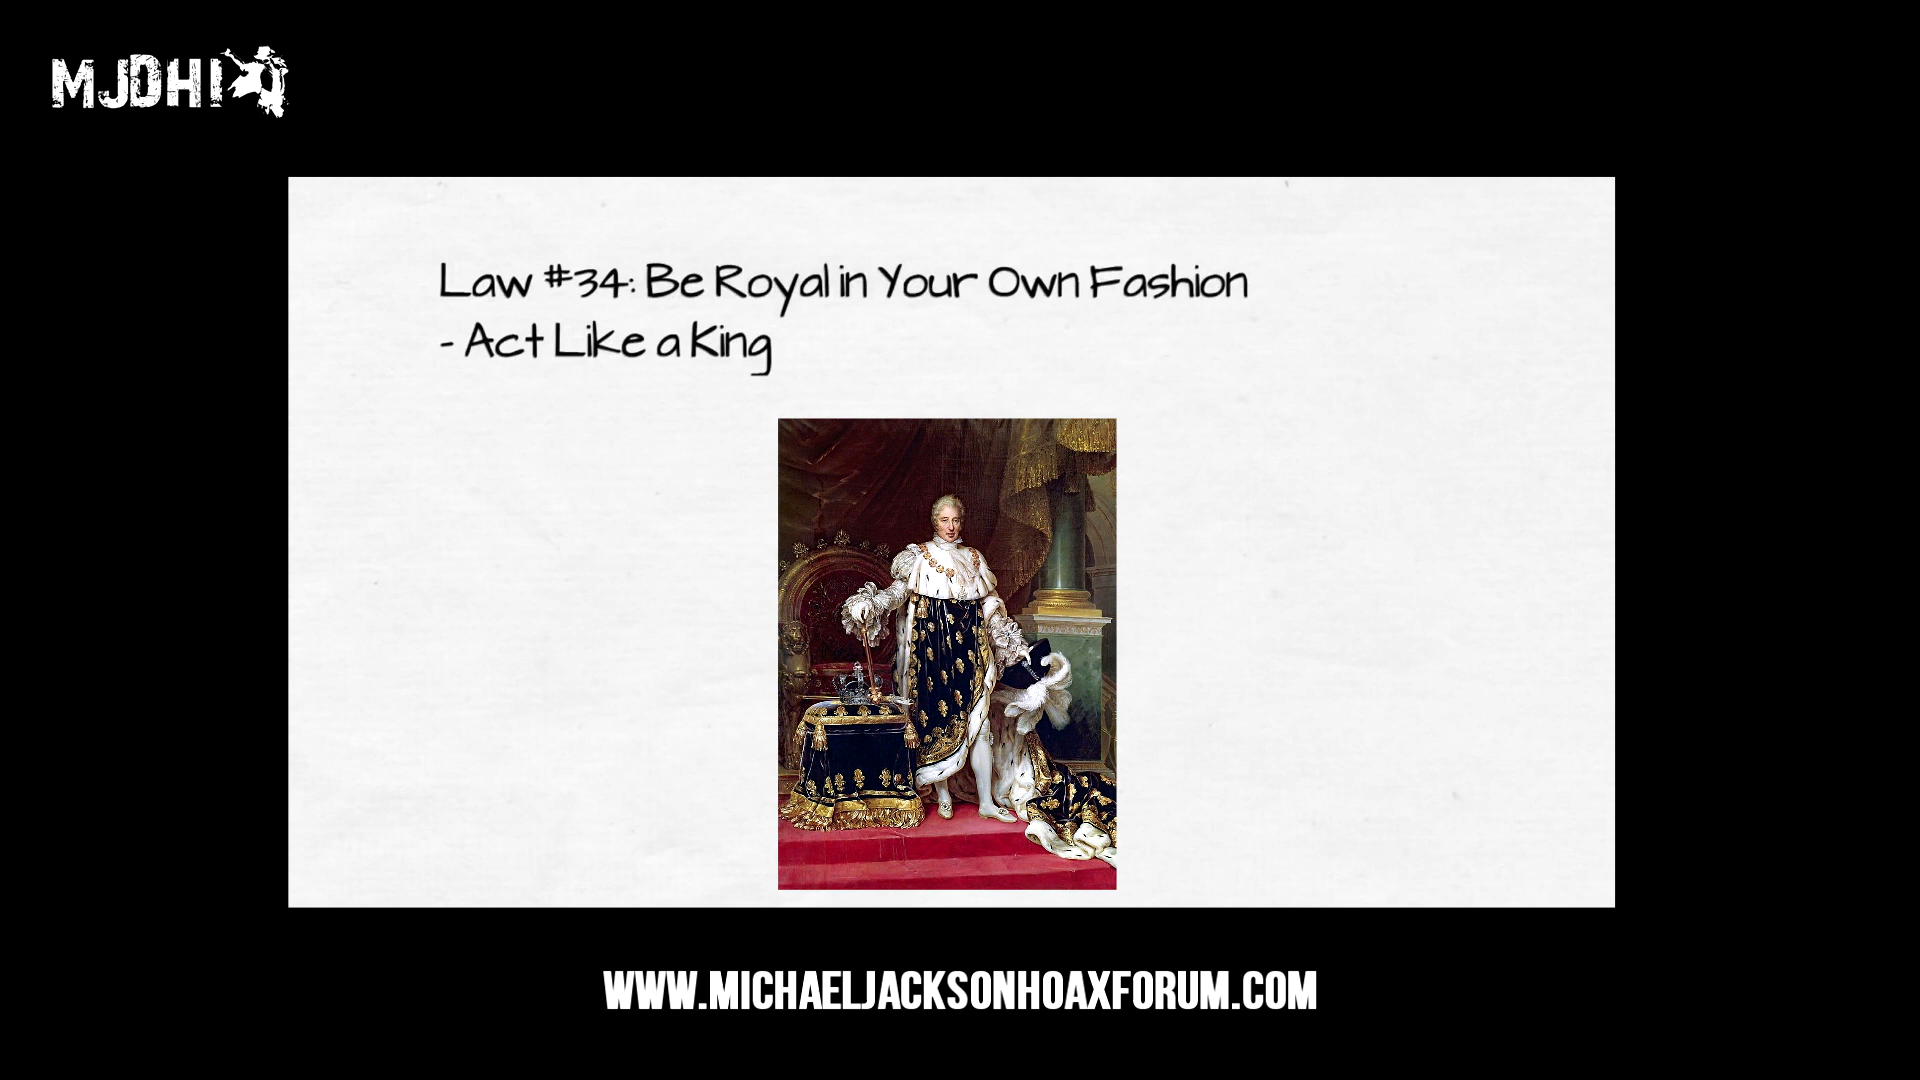 MJDHI
Law #34: Be Royal in Your Own Fashion
- Act Like a King
WWW.MICHAELJACKSONHOAXFORUM.COM